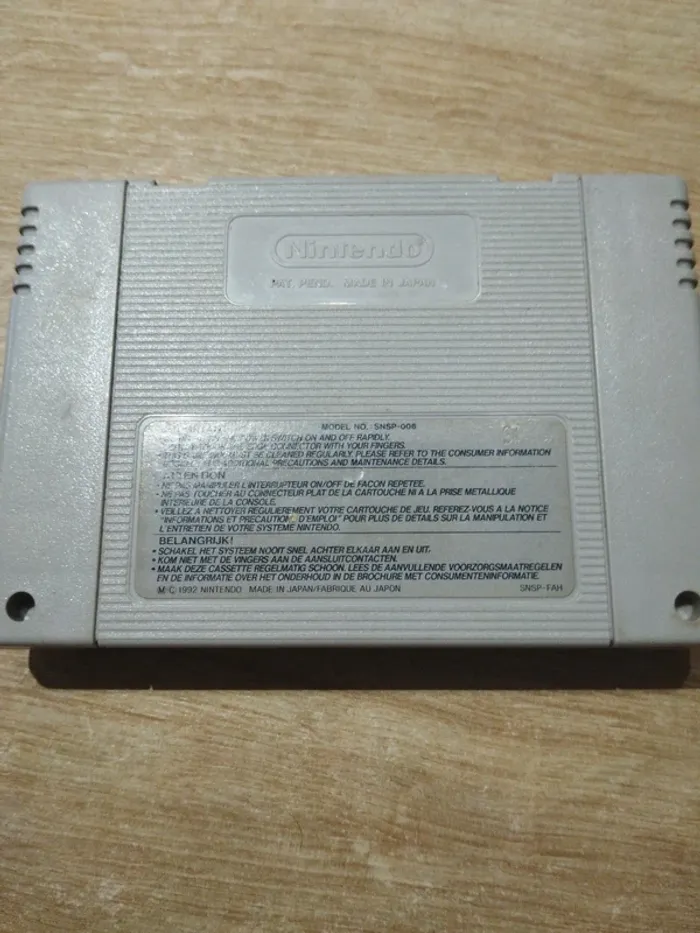 Nintendo®
PAT. PEND. MADE IN JAPAN
MODEL NO. SNSP-008
SWITCH ON AND OFF RAPIDLY.
CONNECTOR WITH YOUR FINGERS.
MUST BE CLEANED REGULARLY. PLEASE REFER TO THE CONSUMER INFORMATION
ADDITIONAL PRECAUTIONS AND MAINTENANCE DETAILS.
ATTENTION
• NE PAS MANIPULER L'INTERRUPTEUR ON/OFF DE FACON REPETEE.
• NE PAS TOUCHER AU CONNECTEUR PLAT DE LA CARTOUCHE NI A LA PRISE METALLIQUE
INTERIEURE DE LA CONSOLE.
• VEILLEZ A NETTOYER REGULIEREMENT VOTRE CARTOUCHE DE JEU. REFEREZ-VOUS A LA NOTICE
"INFORMATIONS ET PRECAUTIONS D'EMPLOI" POUR PLUS DE DETAILS SUR LA MANIPULATION ET
L'ENTRETIEN DE VOTRE SYSTEME NINTENDO.
BELANGRIJK!
• SCHAKEL HET SYSTEEM NOOIT SNEL ACHTER ELKAAR AAN EN UIT.
• KOM NIET MET DE VINGERS AAN DE AANSLUITCONTACTEN.
• MAAK DEZE CASSETTE REGELMATIG SCHOON. LEES DE AANVULLENDE VOORZORGSMAATREGELEN
EN DE INFORMATIE OVER HET ONDERHOUD IN DE BROCHURE MET CONSUMENTENINFORMATIE.
M C 1992 NINTENDO MADE IN JAPAN/FABRIQUE AU JAPON SNSP-FAH